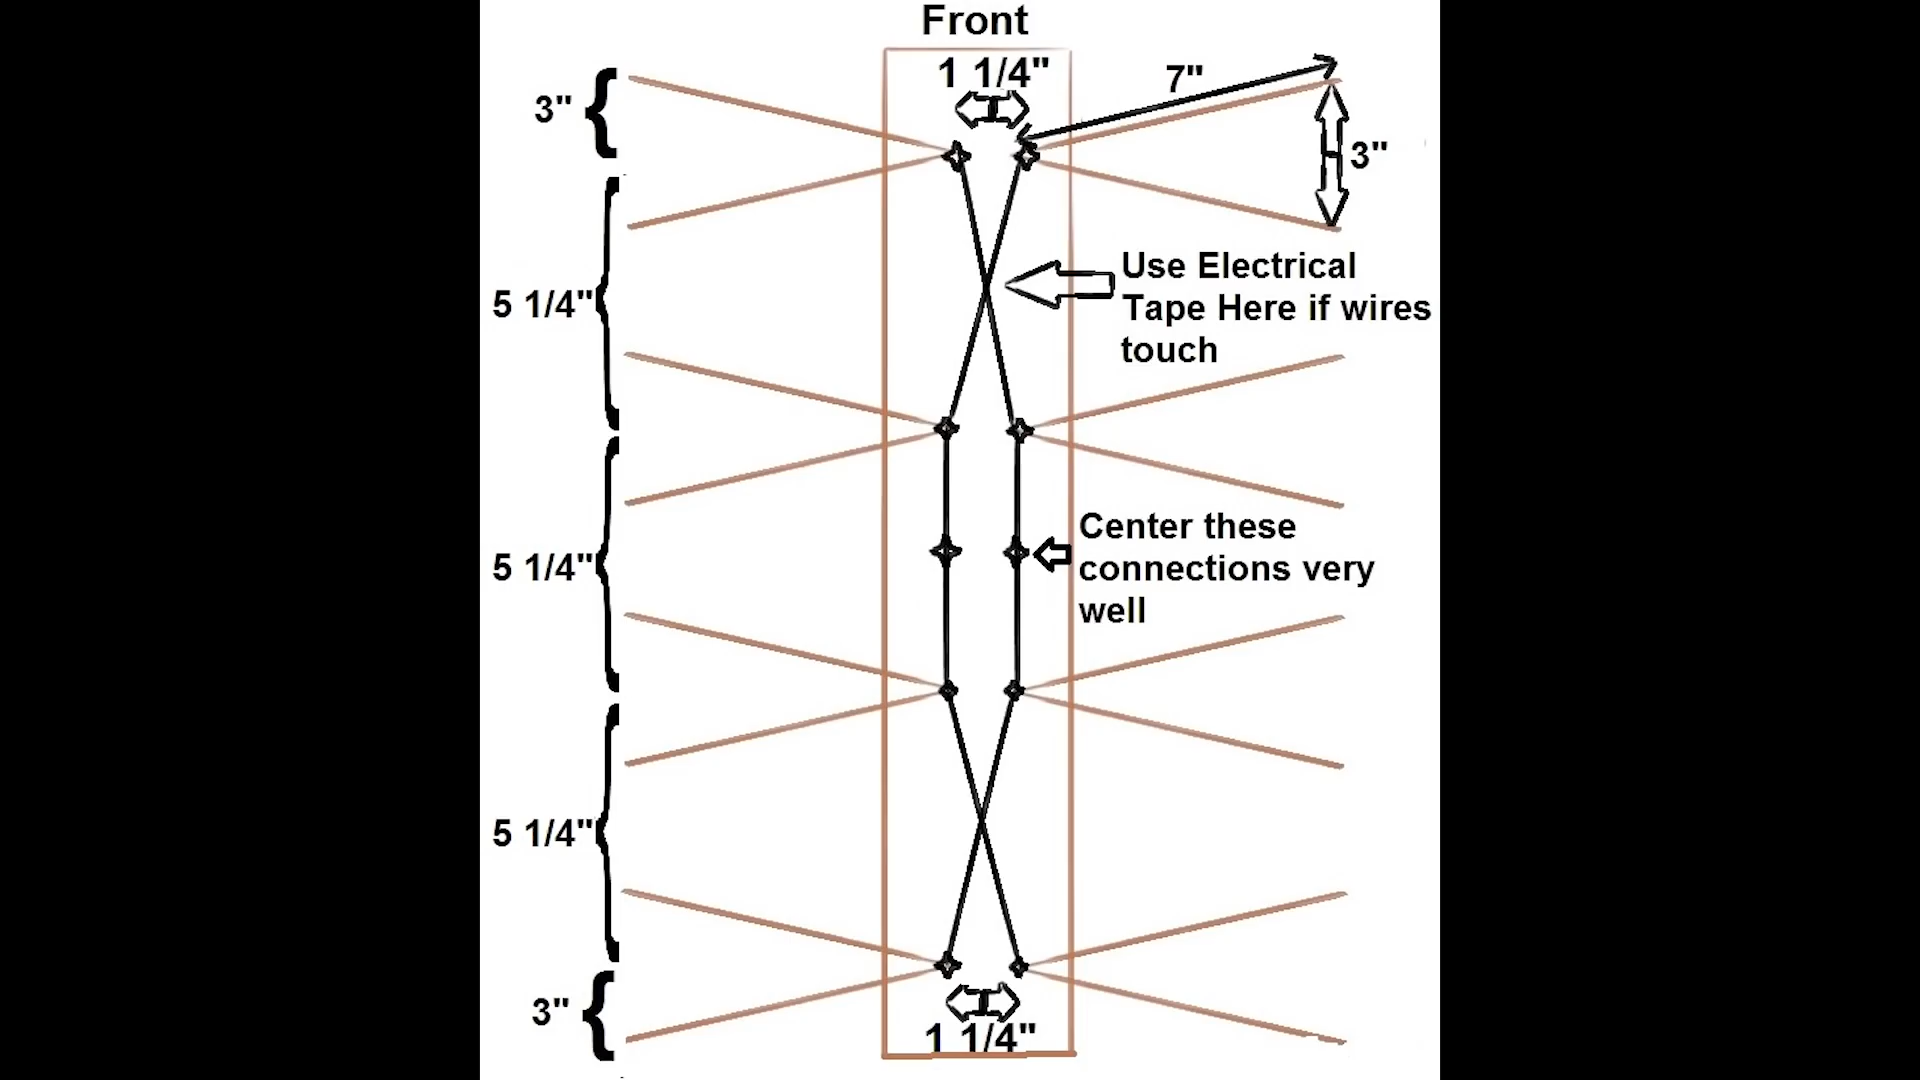 Front
1 1/4"
7"
3"
3"
Use Electrical
Tape Here if wires
touch
5 1/4"
Center these
connections very
well
5 1/4"
5 1/4"
3"
1 1/4"